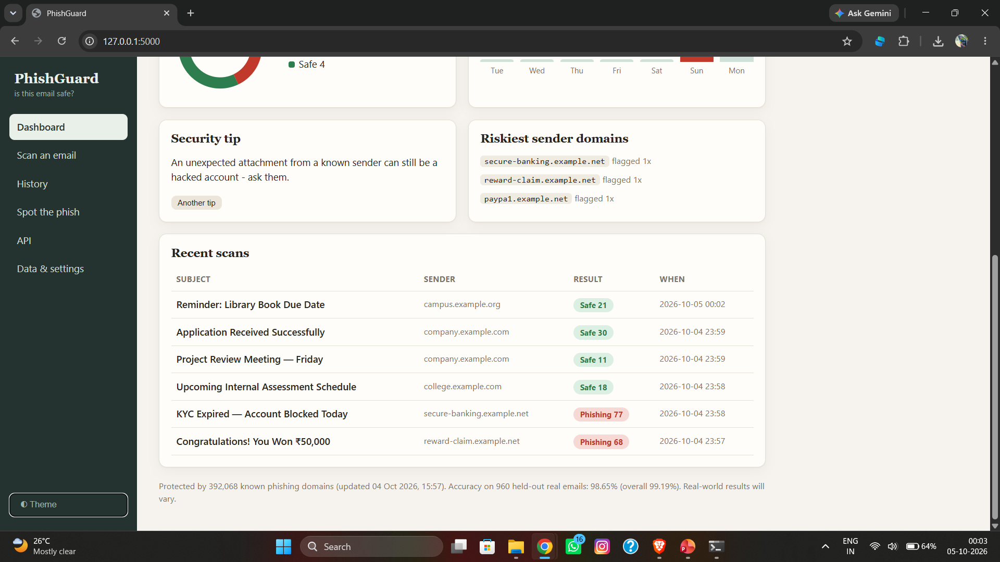 PhishGuard
Ask Gemini
127.0.0.1:5000
PhishGuard
is this email safe?
Dashboard
Scan an email
History
Spot the phish
API
Data & settings
Theme
Safe 4
Tue Wed Thu Fri Sat Sun Mon
Security tip
An unexpected attachment from a known sender can still be a
hacked account - ask them.
Another tip
Riskiest sender domains
secure-banking.example.net flagged 1x
reward-claim.example.net flagged 1x
paypa1.example.net flagged 1x
Recent scans
SUBJECT SENDER RESULT WHEN
Reminder: Library Book Due Date campus.example.org Safe 21 2026-10-05 00:02
Application Received Successfully company.example.com Safe 30 2026-10-04 23:59
Project Review Meeting — Friday company.example.com Safe 11 2026-10-04 23:59
Upcoming Internal Assessment Schedule college.example.com Safe 18 2026-10-04 23:58
KYC Expired — Account Blocked Today secure-banking.example.net Phishing 77 2026-10-04 23:58
Congratulations! You Won ₹50,000 reward-claim.example.net Phishing 68 2026-10-04 23:57
Protected by 392,068 known phishing domains (updated 04 Oct 2026, 15:57). Accuracy on 960 held-out real emails: 98.65% (overall 99.19%). Real-world results will
vary.
26°C
Mostly clear
Search
16
ENG
IN
64%
00:03
05-10-2026